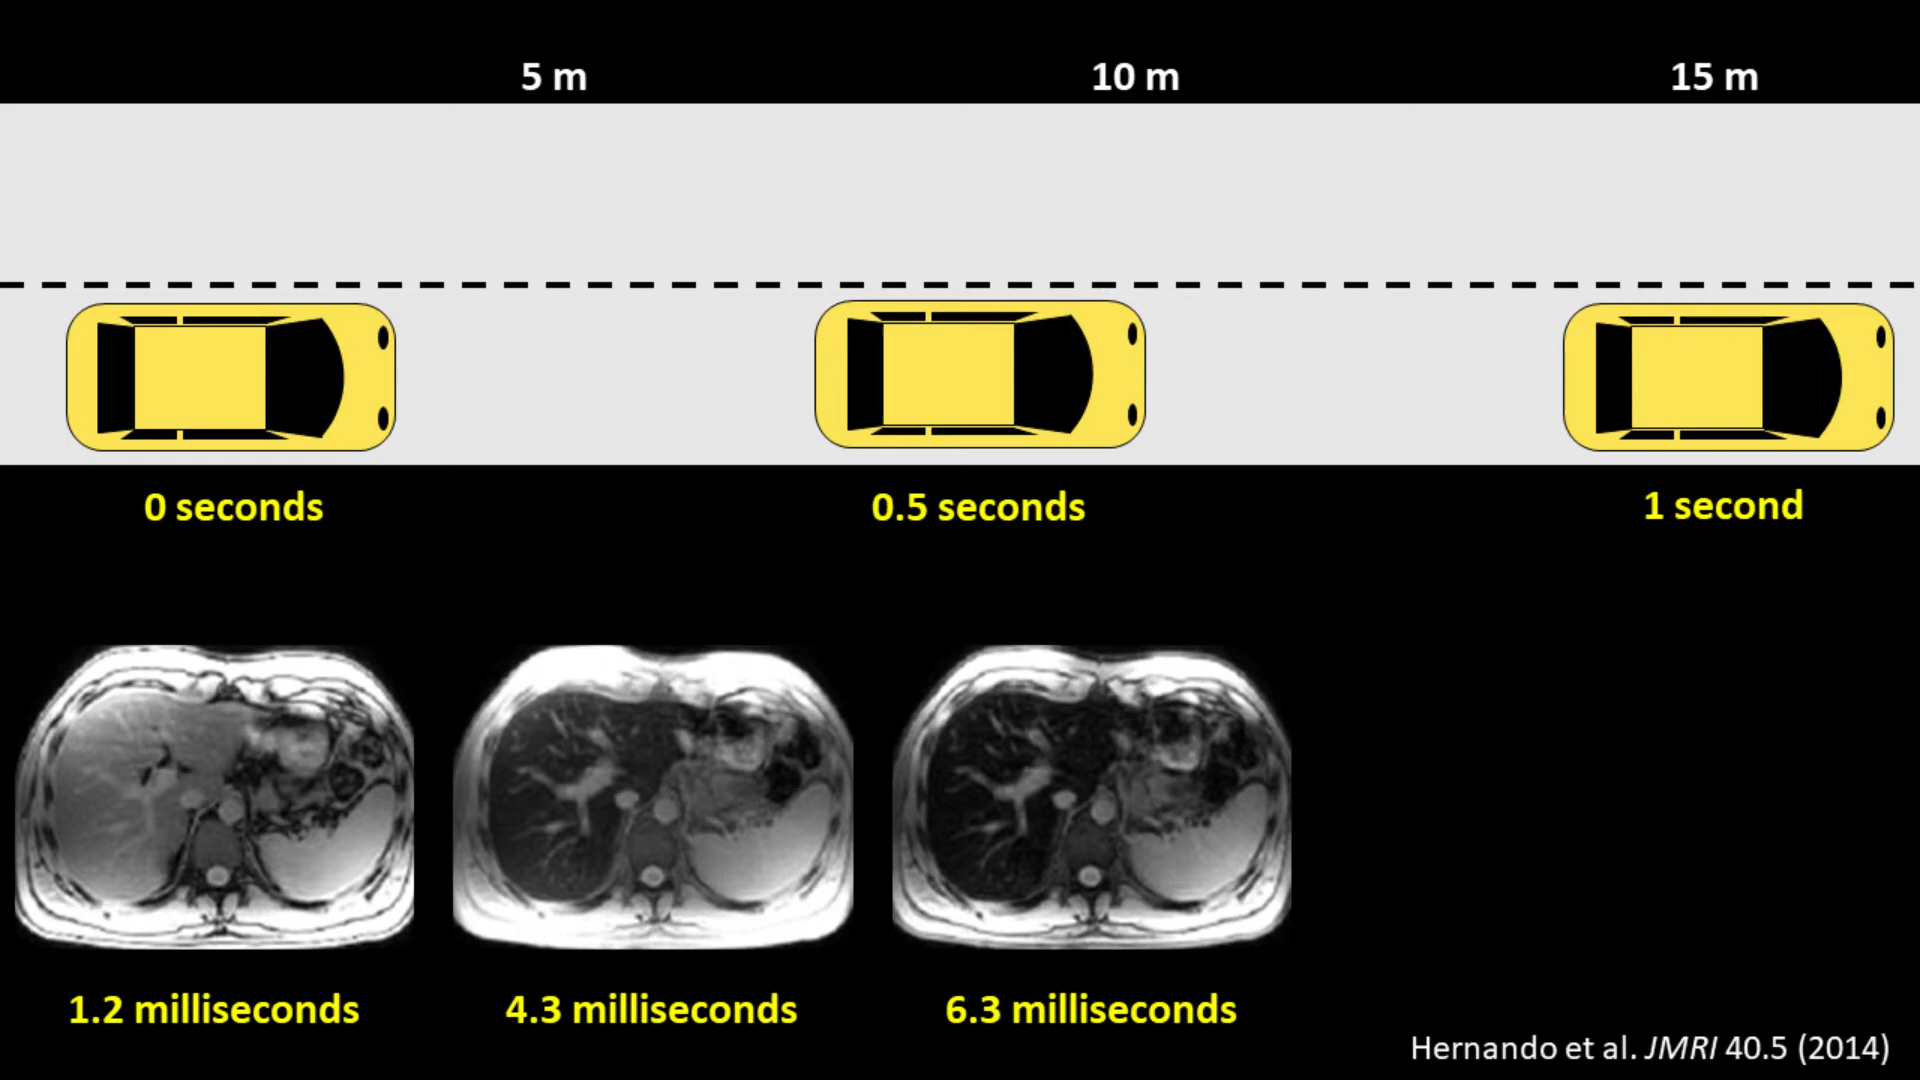 5 m
10 m
15 m
0 seconds
0.5 seconds
1 second
1.2 milliseconds
4.3 milliseconds
6.3 milliseconds
Hernando et al. JMRI 40.5 (2014)